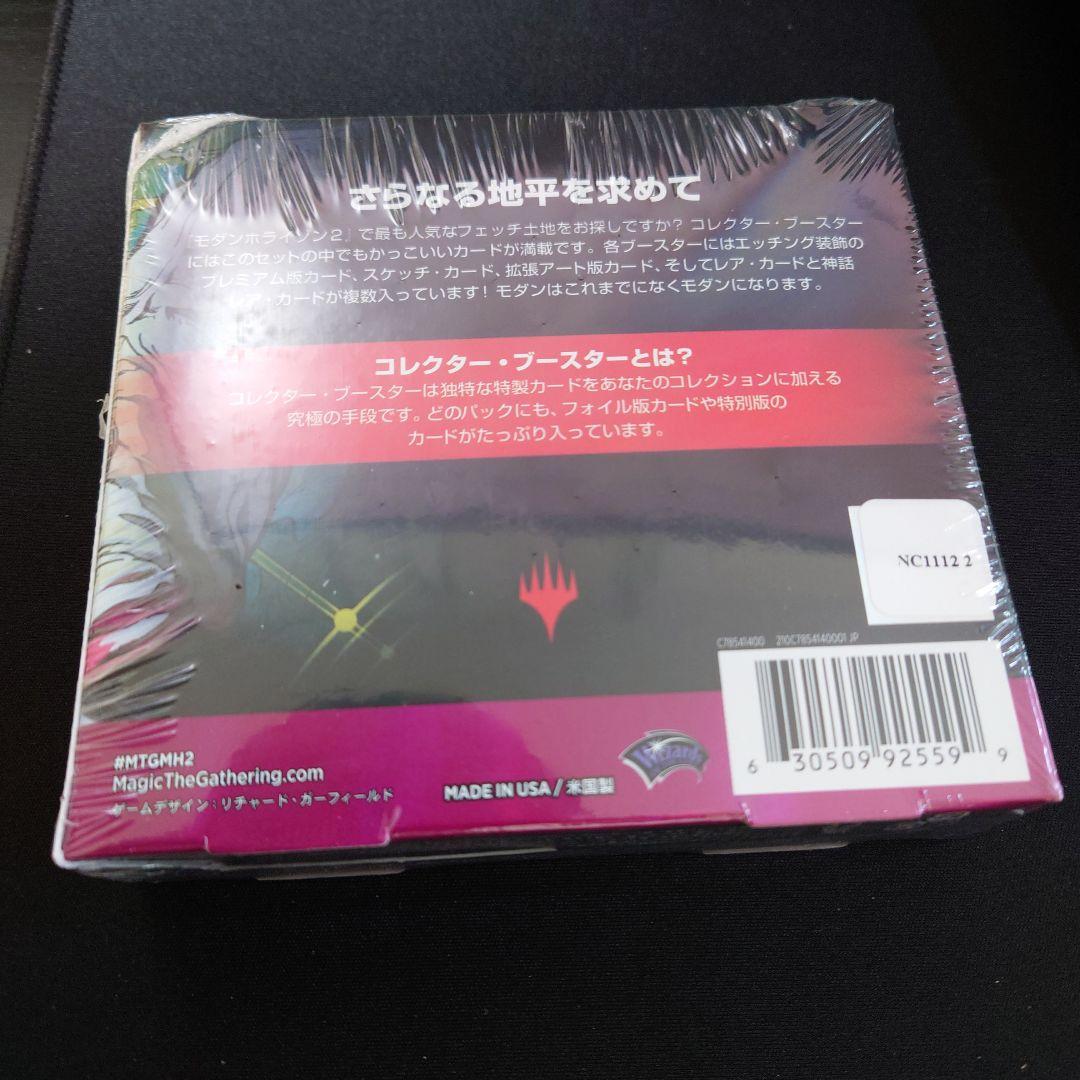 さらなる地平を求めて
『モダンホライゾン2』で最も人気なフェッチ土地をお探しですか? コレクター・ブースター
にはこのセットの中でもかっこいいカードが満載です。各ブースターにはエッチング装飾の
プレミアム版カード、スケッチ・カード、拡張アート版カード、そしてレア・カードと神話
レア・カードが複数入っています! モダンはこれまでになくモダンになります。
コレクター・ブースターとは?
コレクター・ブースターは独特な特製カードをあなたのコレクションに加える
究極の手段です。どのパックにも、フォイル版カードや特別版の
カードがたっぷり入っています。
NC1112 2
C78541400 210C7854140001 JP
6 30509 92559 9
#MTGMH2
MagicTheGathering.com
ゲームデザイン:リチャード・ガーフィールド
MADE IN USA / 米国製
Wizards